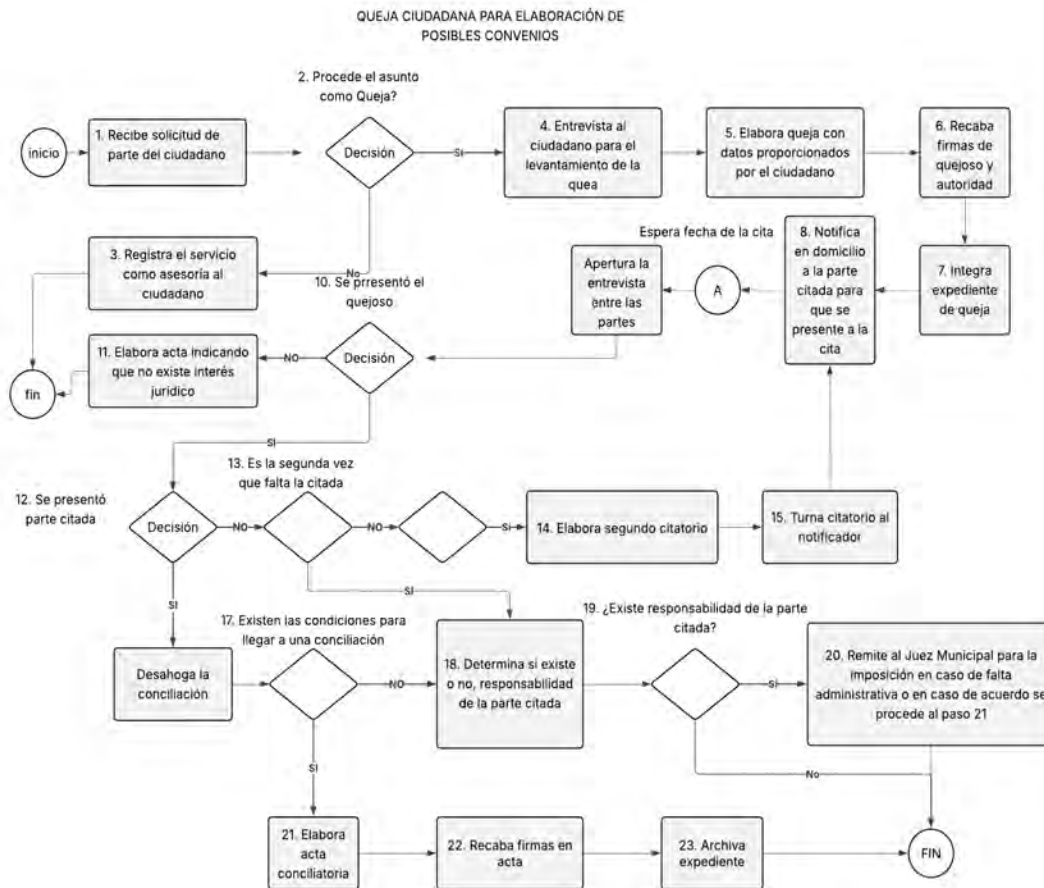 QUEJA CIUDADANA PARA ELABORACIÓN DE
POSIBLES CONVENIOS
inicio
1. Recibe solicitud de
parte del ciudadano
2. Procede el asunto
como Queja?
Decisión
SI
4. Entrevista al
ciudadano para el
levantamiento de la
quea
5. Elabora queja con
datos proporcionados
por el ciudadano
6. Recaba
firmas de
quejoso y
autoridad
No
3. Registra el servicio
como asesoría al
ciudadano
7. Integra
expediente
de queja
8. Notifica
en domicilio
a la parte
citada para
que se
presente a la
cita
Espera fecha de la cita
A
Apertura la
entrevista
entre las
partes
10. Se prresentó el
quejoso
Decisión
NO
11. Elabora acta indicando
que no existe interés
jurídico
fin
SI
12. Se presentó
parte citada
Decisión
NO
13. Es la segunda vez
que falta la citada
NO
SI
14. Elabora segundo citatorio
15. Turna citatorio al
notificador
SI
SI
Desahoga la
conciliación
17. Existen las condiciones para
llegar a una conciliación
NO
18. Determina si existe
o no, responsabilidad
de la parte citada
19. ¿Existe responsabilidad de la parte
citada?
SI
20. Remite al Juez Municipal para la
imposición en caso de falta
administrativa o en caso de acuerdo se
procede al paso 21
No
SI
21. Elabora
acta
conciliatoria
22. Recaba firmas en
acta
23. Archiva
expediente
FIN